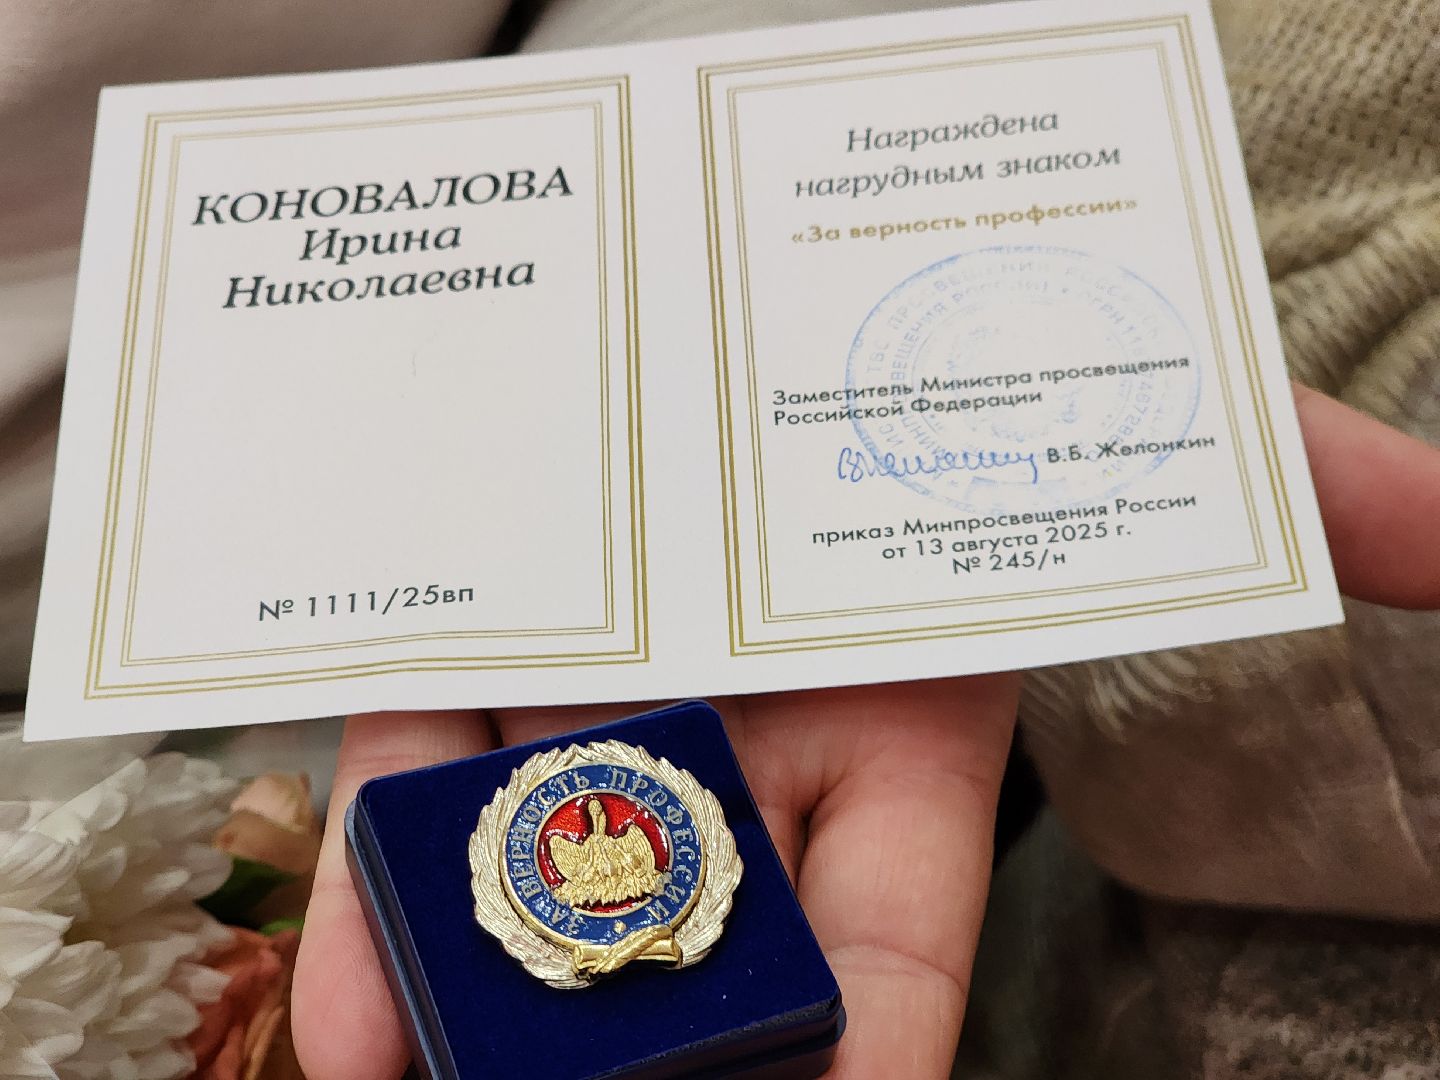 КОНОВАЛОВА
Ирина
Николаевна
№ 1111/25вп
Награждена
нагрудным знаком
«За верность профессии»
Заместитель Министра просвещения
Российской Федерации
В.Б. Желонкин
приказ Минпросвещения России
от 13 августа 2025 г.
№ 245/н
ЗА ВЕРНОСТЬ ПРОФЕССИИ